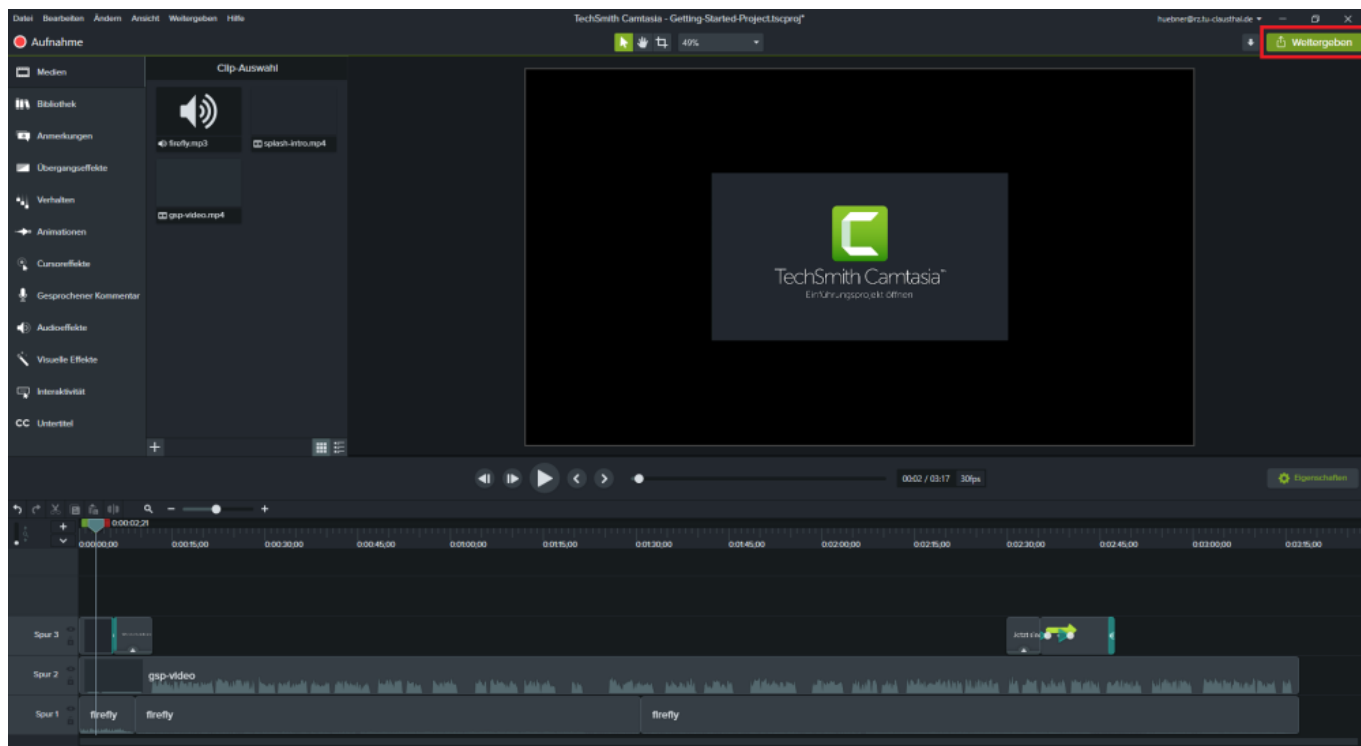 Datei Bearbeiten Ändern Ansicht Weitergeben Hilfe
TechSmith Camtasia - Getting-Started-Project.tscproj*
huebner@rz.tu-clausthal.de
Aufnahme
49%
Weitergeben
Medien
Clip-Auswahl
Bibliothek
Anmerkungen
firefly.mp3
splash-intro.mp4
Übergangseffekte
Verhalten
gsp-video.mp4
Animationen
Cursoreffekte
TechSmith Camtasia™
Einführungsprojekt öffnen
Gesprochener Kommentar
Audioeffekte
Visuelle Effekte
Interaktivität
CC Untertitel
00:02 / 03:17 30fps
Eigenschaften
0:00:02;21
0:00:00;00 0:00:15;00 0:00:30;00 0:00:45;00 0:01:00;00 0:01:15;00 0:01:30;00 0:01:45;00 0:02:00;00 0:02:15;00 0:02:30;00 0:02:45;00 0:03:00;00 0:03:15;00
Spur 3
Spur 2
gsp-video
Spur 1
firefly firefly firefly